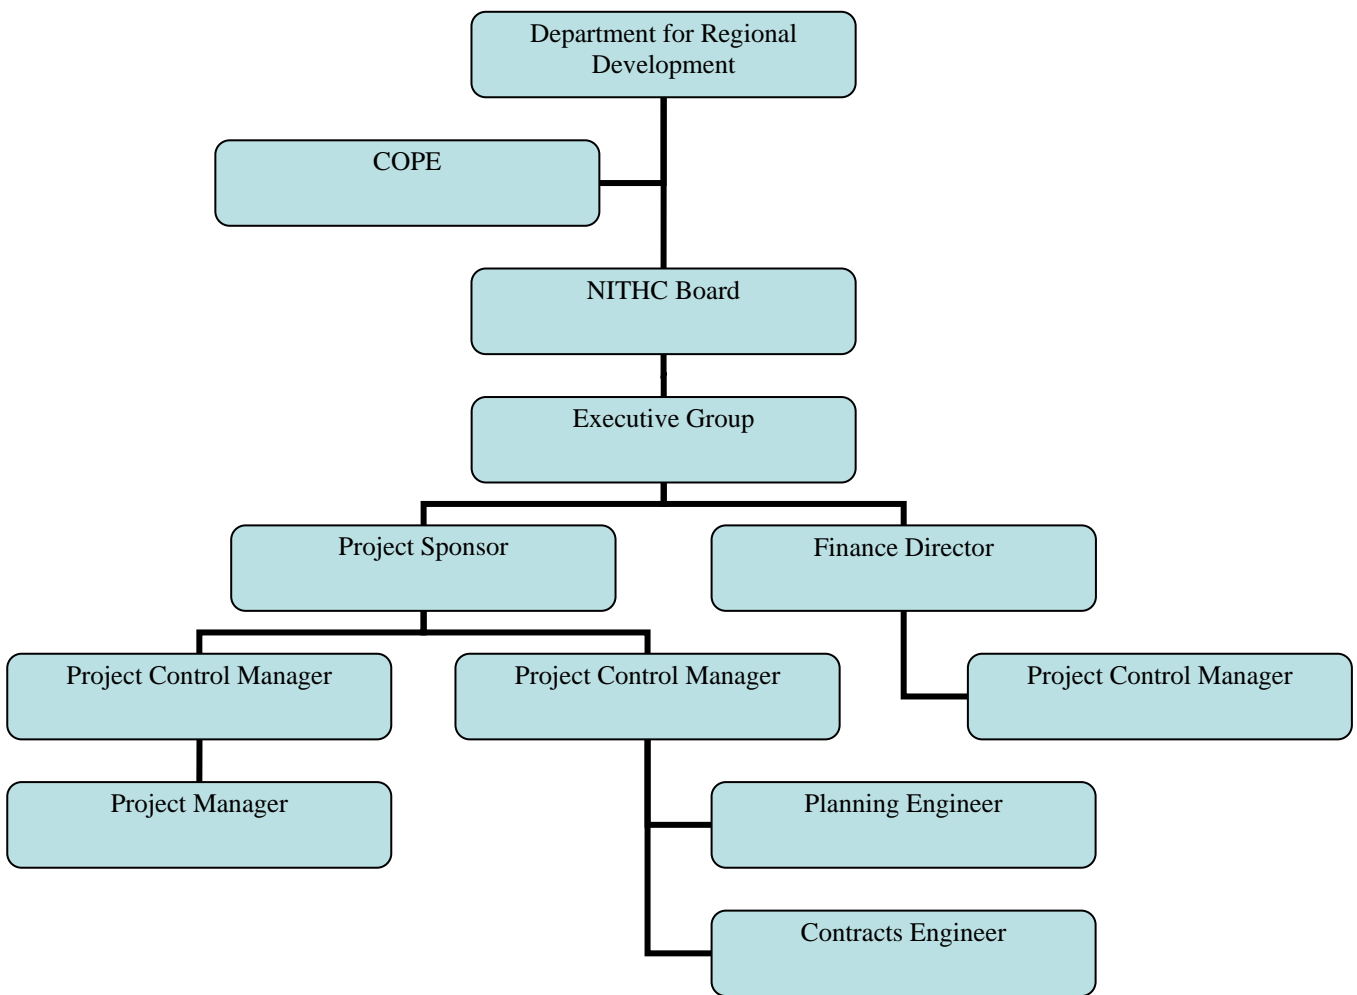 Department for Regional
Development
COPE
NITHC Board
Executive Group
Project Sponsor
Finance Director
Project Control Manager
Project Control Manager
Project Control Manager
Project Manager
Planning Engineer
Contracts Engineer